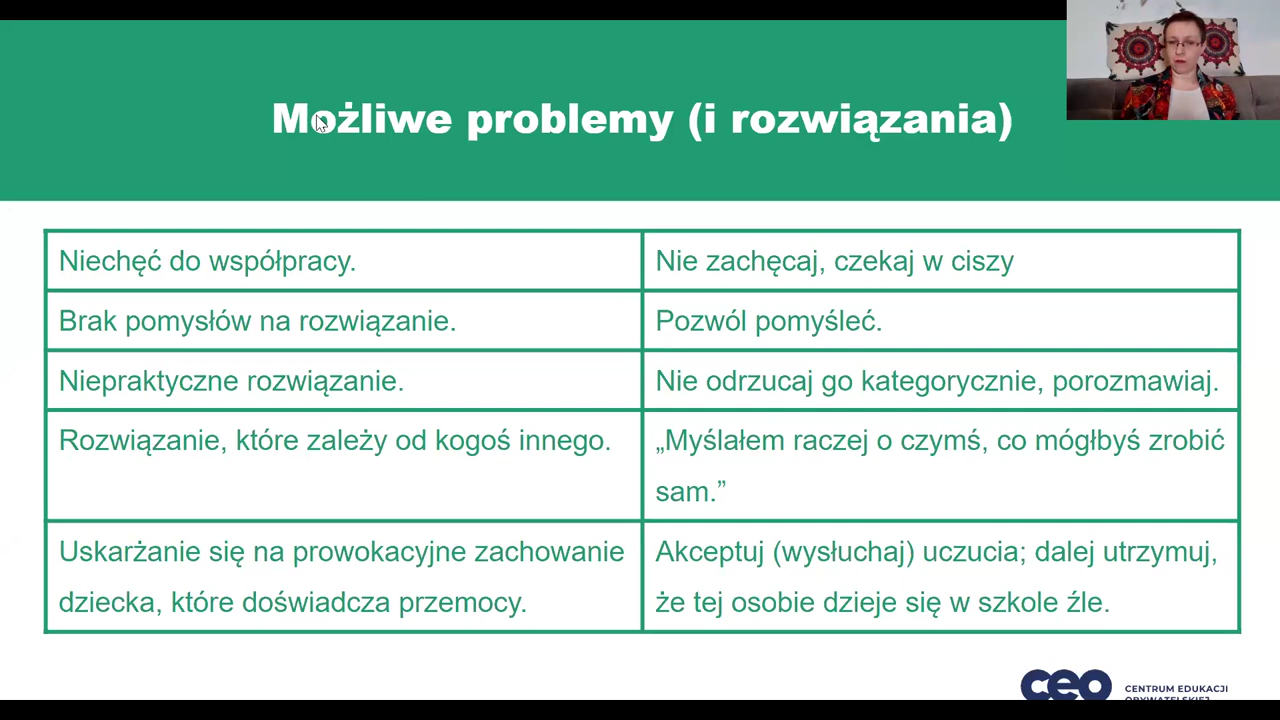 Możliwe problemy (i rozwiązania)
Niechęć do współpracy.
Nie zachęcaj, czekaj w ciszy
Brak pomysłów na rozwiązanie.
Pozwól pomyśleć.
Niepraktyczne rozwiązanie.
Nie odrzucaj go kategorycznie, porozmawiaj.
Rozwiązanie, które zależy od kogoś innego.
„Myślałem raczej o czymś, co mógłbyś zrobić
sam.”
Uskarżanie się na prowokacyjne zachowanie
dziecka, które doświadcza przemocy.
Akceptuj (wysłuchaj) uczucia; dalej utrzymuj,
że tej osobie dzieje się w szkole źle.
ceo
CENTRUM EDUKACJI
OBYWATELSKIEJ